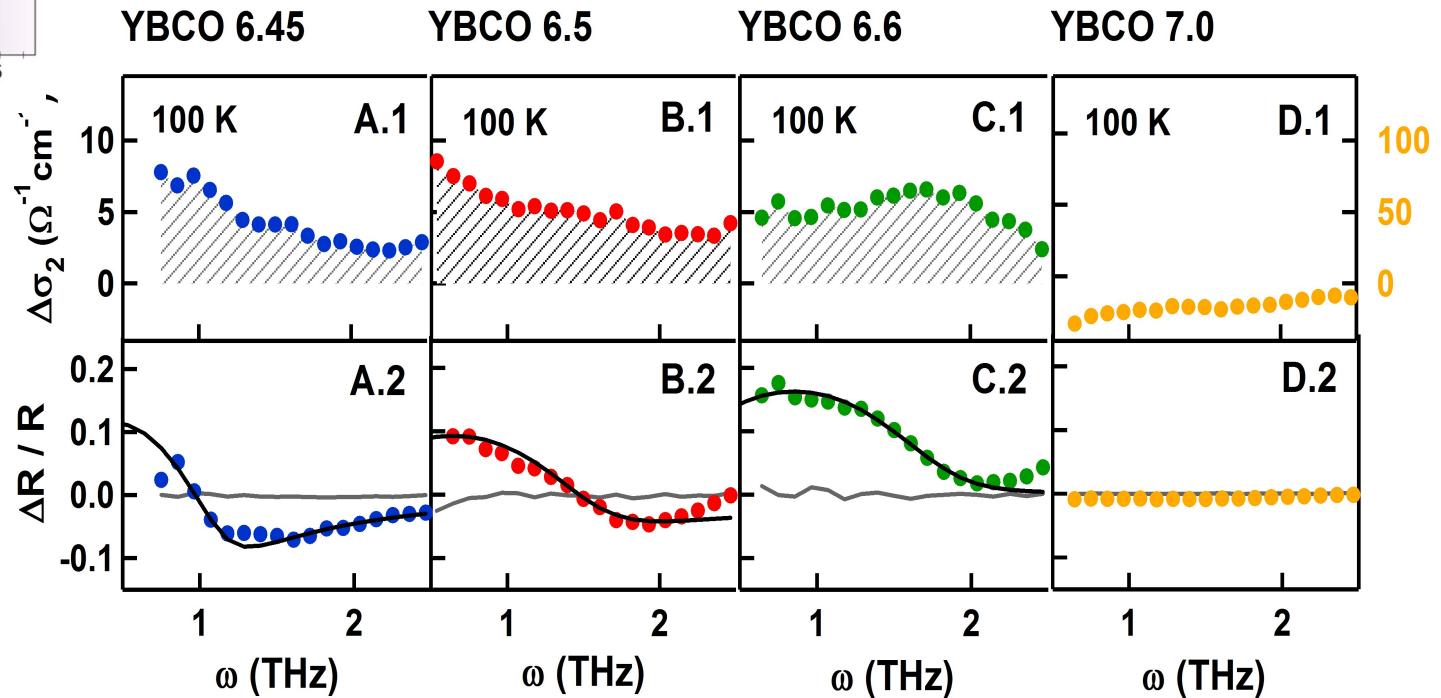 YBCO 6.45 YBCO 6.5 YBCO 6.6 YBCO 7.0
100 K A.1 100 K B.1 100 K C.1 100 K D.1
Δσ2 (Ω-1cm-
10 5 0
100 50 0
A.2 B.2 C.2 D.2
ΔR / R
0.2 0.1 0.0 -0.1
1 2 1 2 1 2 1 2
ω (THz) ω (THz) ω (THz) ω (THz)